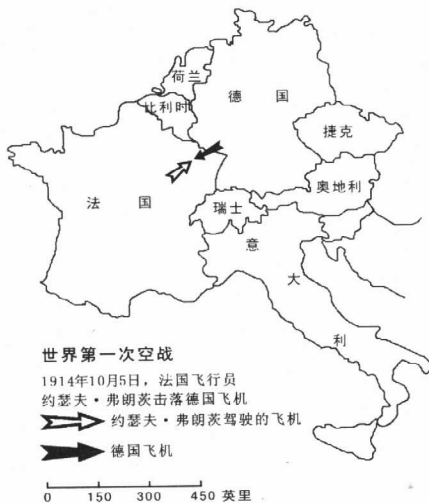 荷兰
德 国
比利时
捷克
奥地利
法 国
瑞士
意
大
利
世界第一次空战
1914年10月5日，法国飞行员
约瑟夫·弗朗茨击落德国飞机
约瑟夫·弗朗茨驾驶的飞机
德国飞机
0 150 300 450 英里